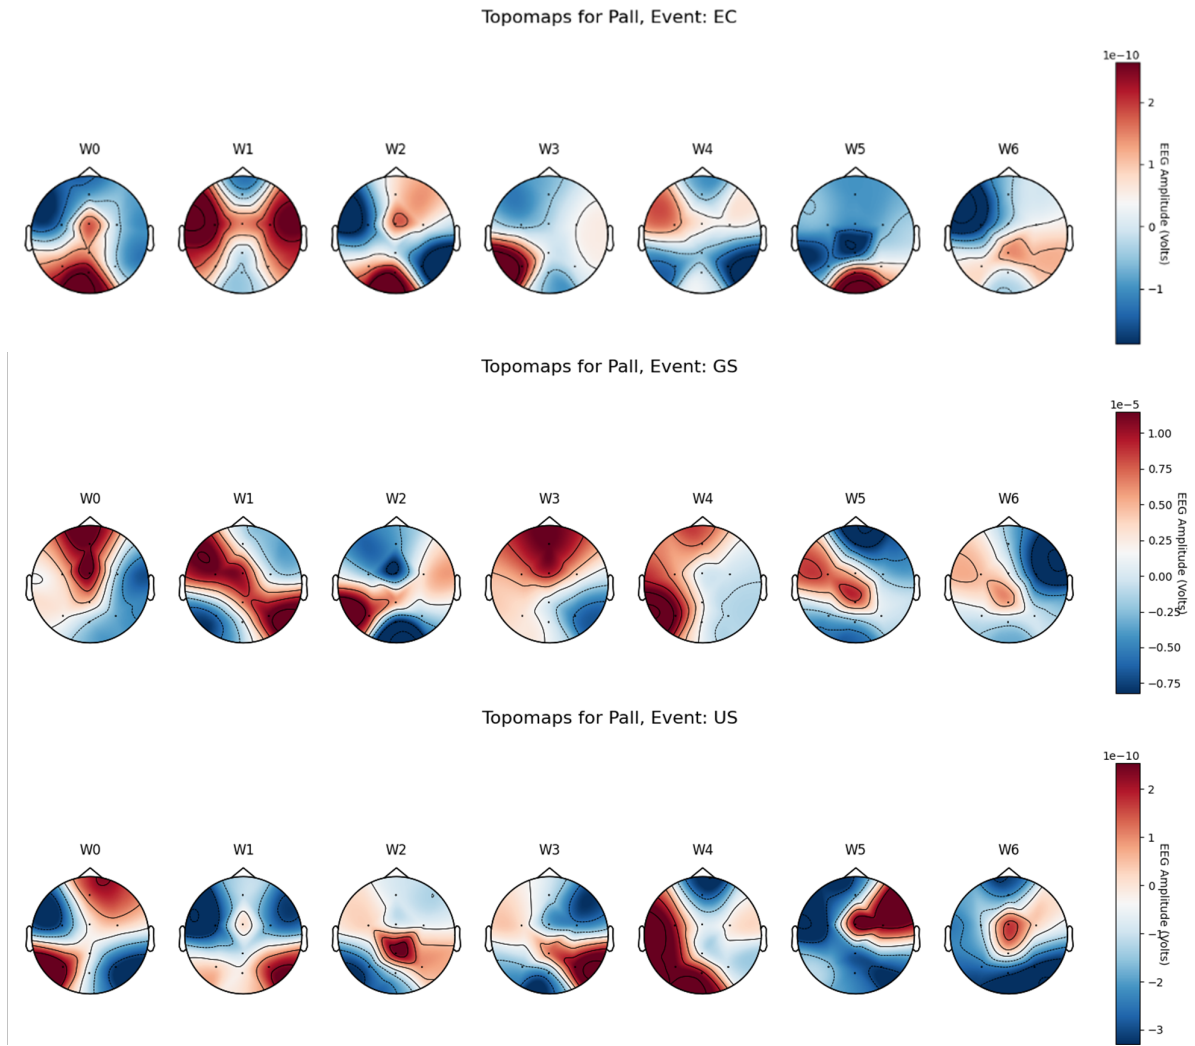 Topomaps for Pall, Event: EC
1e−10
W0 W1 W2 W3 W4 W5 W6
2
1
0
−1
EEG Amplitude (Volts)
Topomaps for Pall, Event: GS
1e−5
W0 W1 W2 W3 W4 W5 W6
1.00
0.75
0.50
0.25
0.00
−0.25
−0.50
−0.75
EEG Amplitude (Volts)
Topomaps for Pall, Event: US
1e−10
W0 W1 W2 W3 W4 W5 W6
2
1
0
−1
−2
−3
EEG Amplitude (Volts)